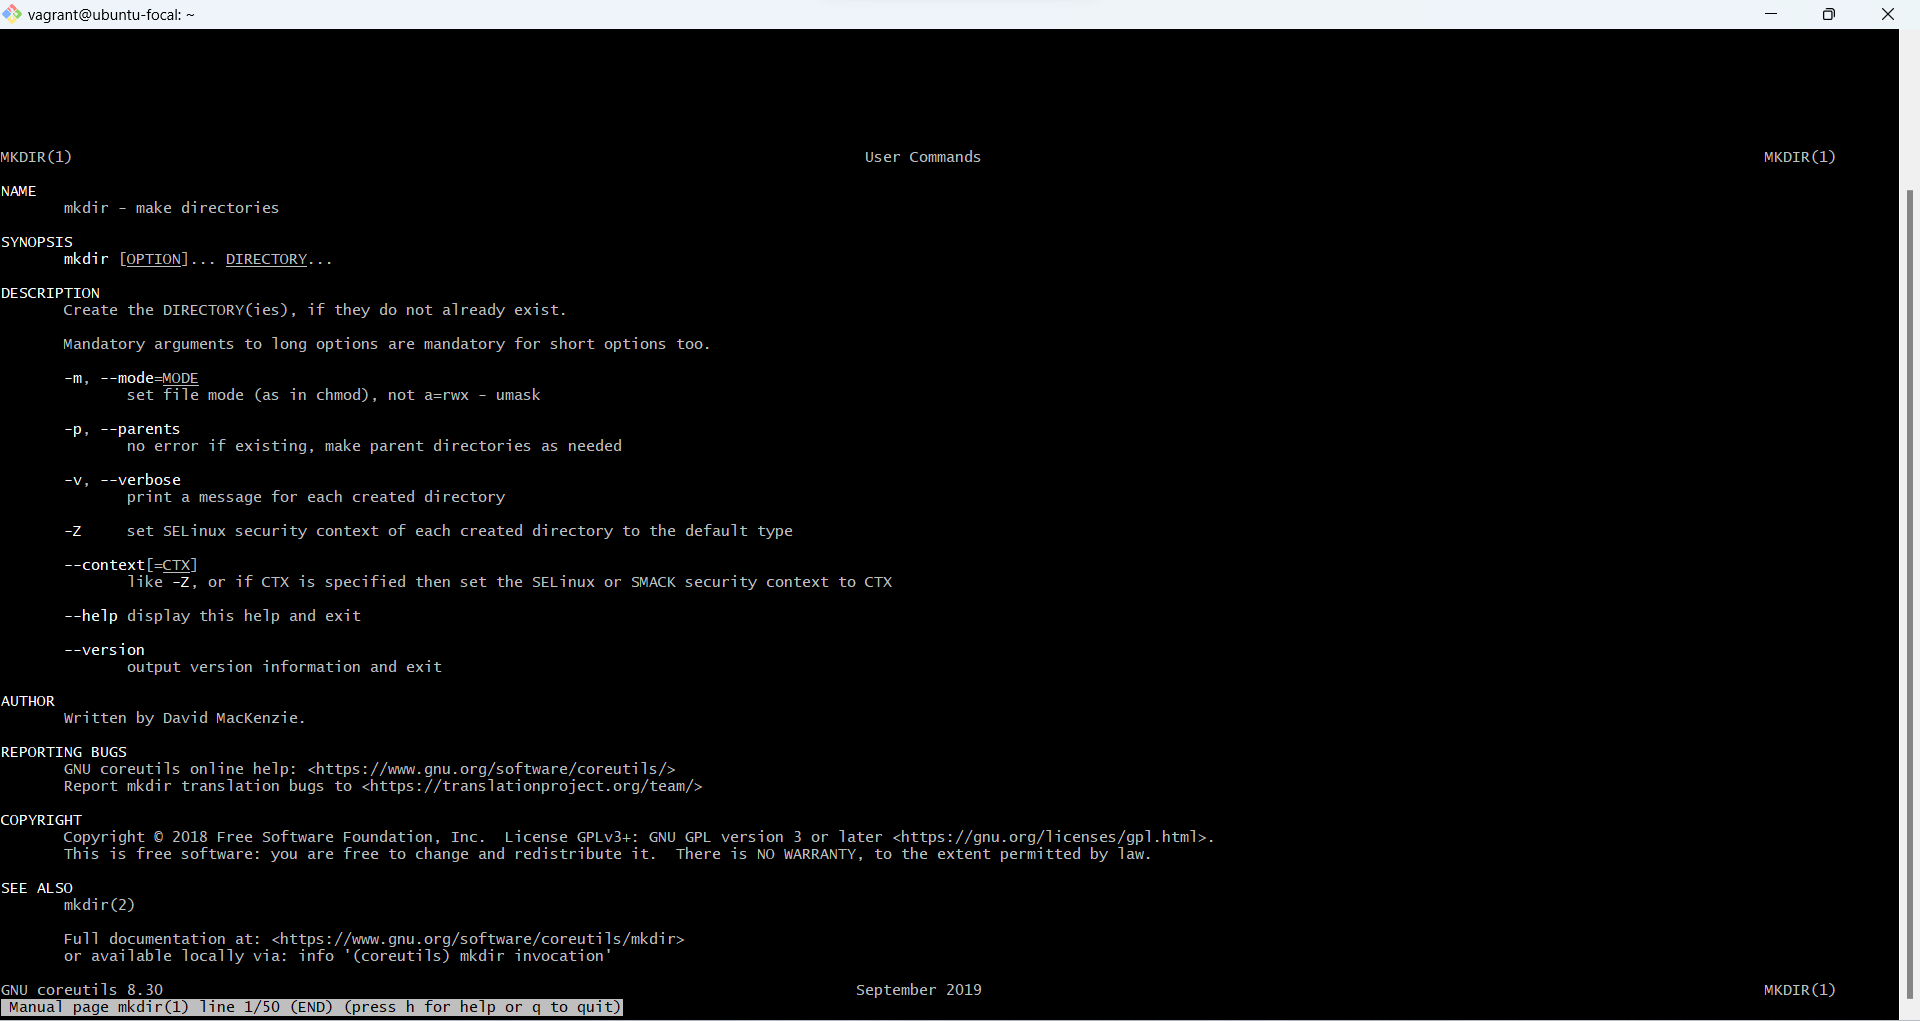 vagrant@ubuntu-focal: ~
MKDIR(1) User Commands MKDIR(1)
NAME
mkdir - make directories
SYNOPSIS
mkdir [OPTION]... DIRECTORY...
DESCRIPTION
Create the DIRECTORY(ies), if they do not already exist.
Mandatory arguments to long options are mandatory for short options too.
-m, --mode=MODE
set file mode (as in chmod), not a=rwx - umask
-p, --parents
no error if existing, make parent directories as needed
-v, --verbose
print a message for each created directory
-Z set SELinux security context of each created directory to the default type
--context[=CTX]
like -Z, or if CTX is specified then set the SELinux or SMACK security context to CTX
--help display this help and exit
--version
output version information and exit
AUTHOR
Written by David MacKenzie.
REPORTING BUGS
GNU coreutils online help: <https://www.gnu.org/software/coreutils/>
Report mkdir translation bugs to <https://translationproject.org/team/>
COPYRIGHT
Copyright © 2018 Free Software Foundation, Inc. License GPLv3+: GNU GPL version 3 or later <https://gnu.org/licenses/gpl.html>.
This is free software: you are free to change and redistribute it. There is NO WARRANTY, to the extent permitted by law.
SEE ALSO
mkdir(2)
Full documentation at: <https://www.gnu.org/software/coreutils/mkdir>
or available locally via: info '(coreutils) mkdir invocation'
GNU coreutils 8.30 September 2019 MKDIR(1)
Manual page mkdir(1) line 1/50 (END) (press h for help or q to quit)